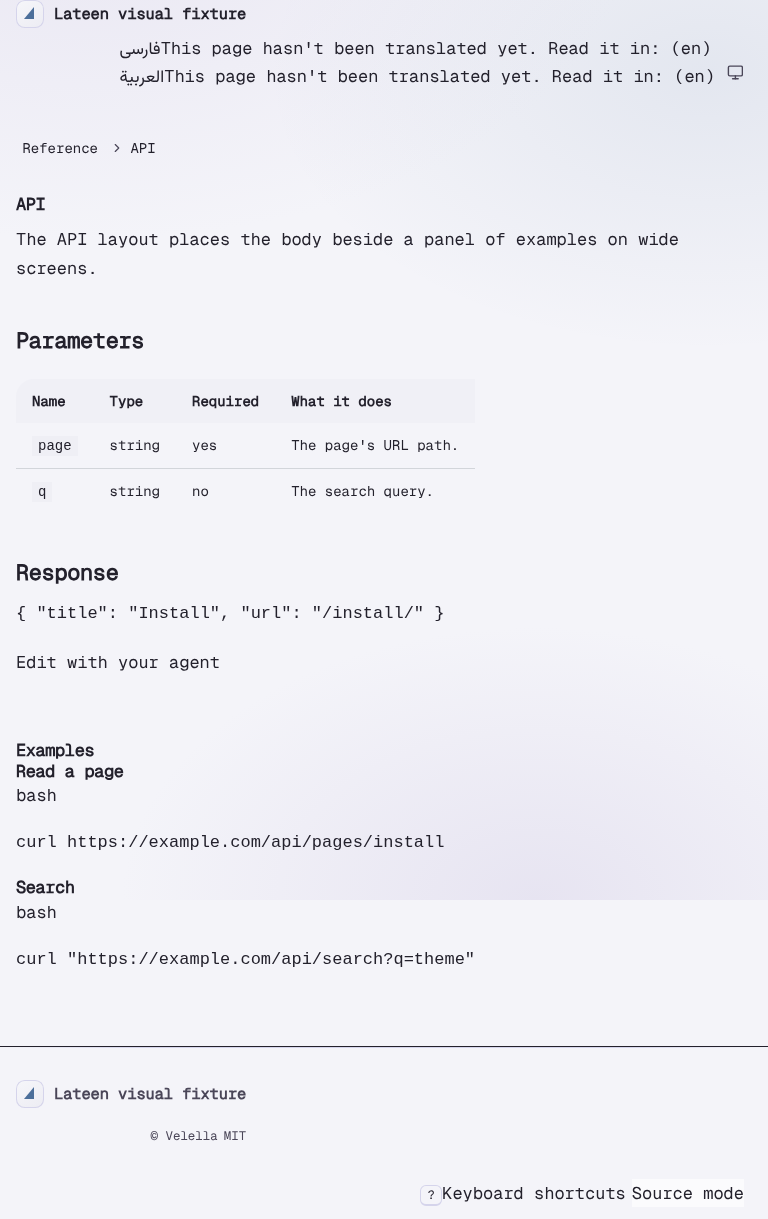 Lateen visual fixture
فارسیThis page hasn't been translated yet. Read it in: (en)
العربيةThis page hasn't been translated yet. Read it in: (en)
Reference > API
API
The API layout places the body beside a panel of examples on wide
screens.
Parameters
Name Type Required What it does
page string yes The page's URL path.
q string no The search query.
Response
{ "title": "Install", "url": "/install/" }
Edit with your agent
Examples
Read a page
bash
curl https://example.com/api/pages/install
Search
bash
curl "https://example.com/api/search?q=theme"
Lateen visual fixture
© Velella MIT
? Keyboard shortcuts Source mode